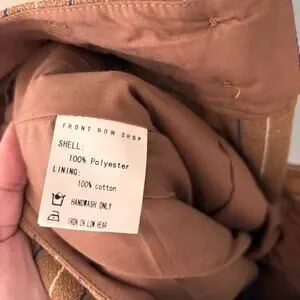 FRONT ROW SHOP
SHELL:
100% Polyester
LINING:
100% cotton
HANDWASH ONLY
IRON ON LOW HEAT